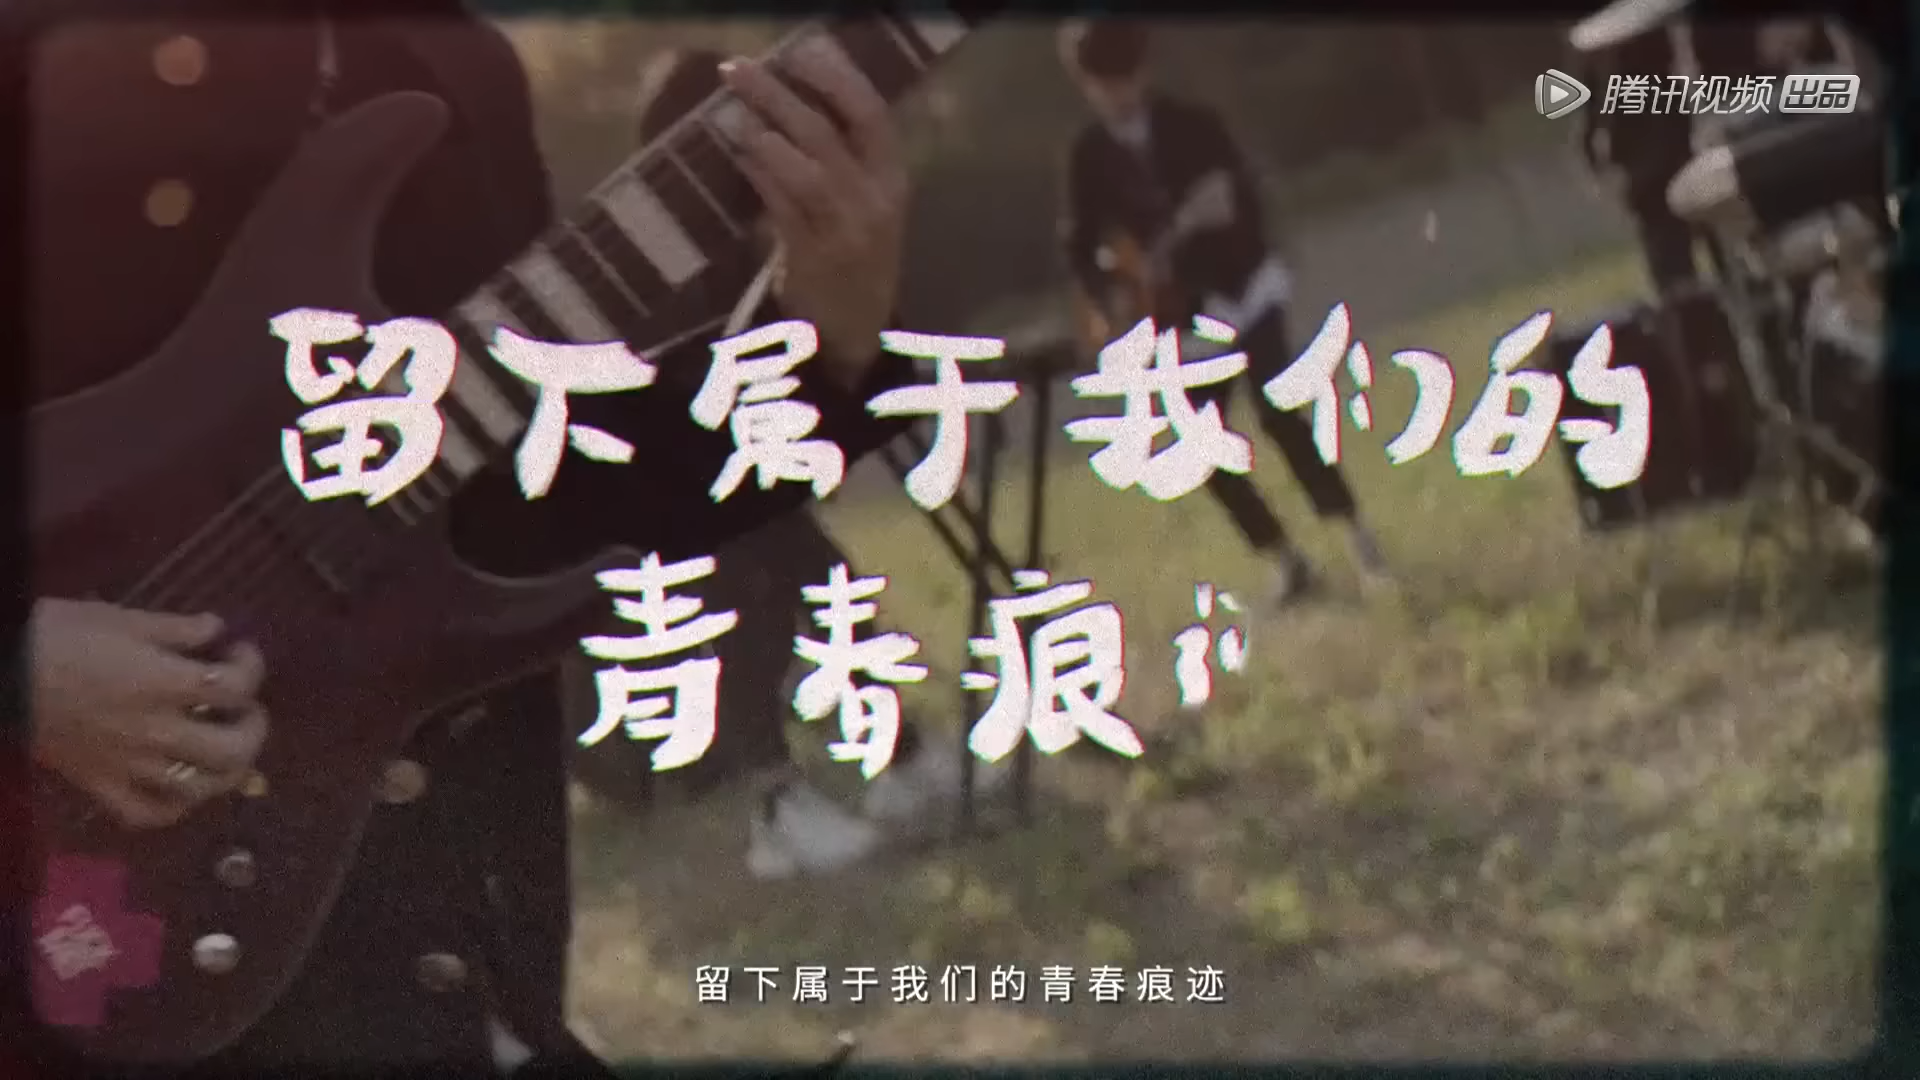 腾讯视频 出品
留下属于我们的
青春痕
留下属于我们的青春痕迹